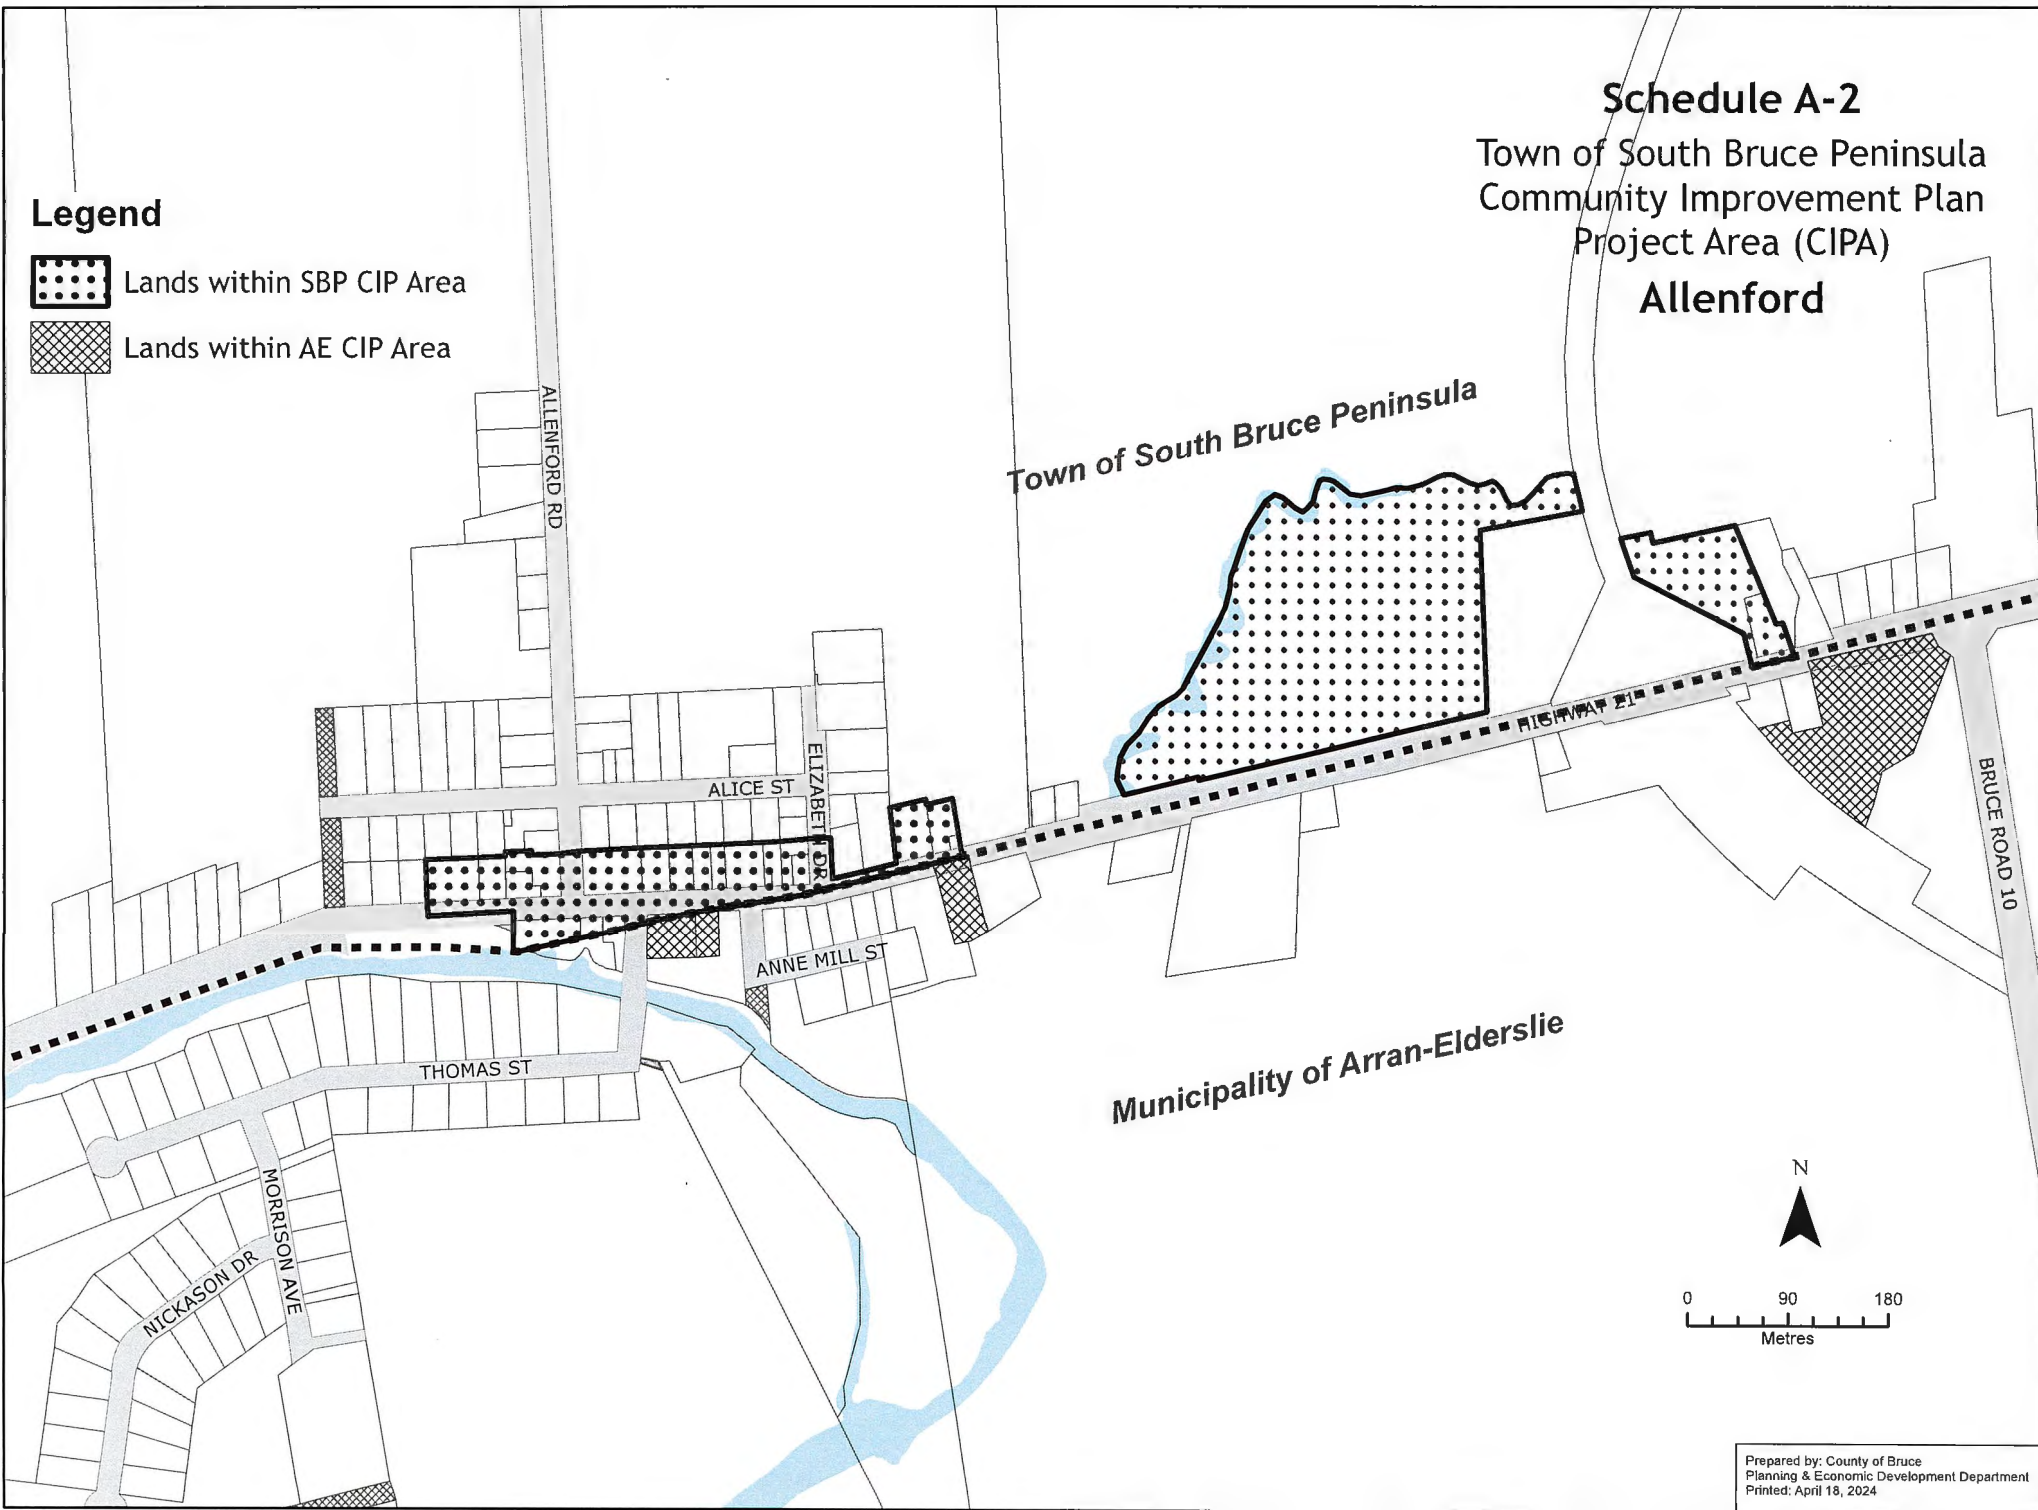 Schedule A-2
Town of South Bruce Peninsula
Community Improvement Plan
Project Area (CIPA)
Allenford
Legend
Lands within SBP CIP Area
Lands within AE CIP Area
ALLENFORD RD
Town of South Bruce Peninsula
ALICE ST
ELIZABETH DR
HIGHWAY 21
BRUCE ROAD 10
ANNE MILL ST
THOMAS ST
Municipality of Arran-Elderslie
MORRISON AVE
NICKASON DR
N
0 90 180
Metres
Prepared by: County of Bruce
Planning & Economic Development Department
Printed: April 18, 2024